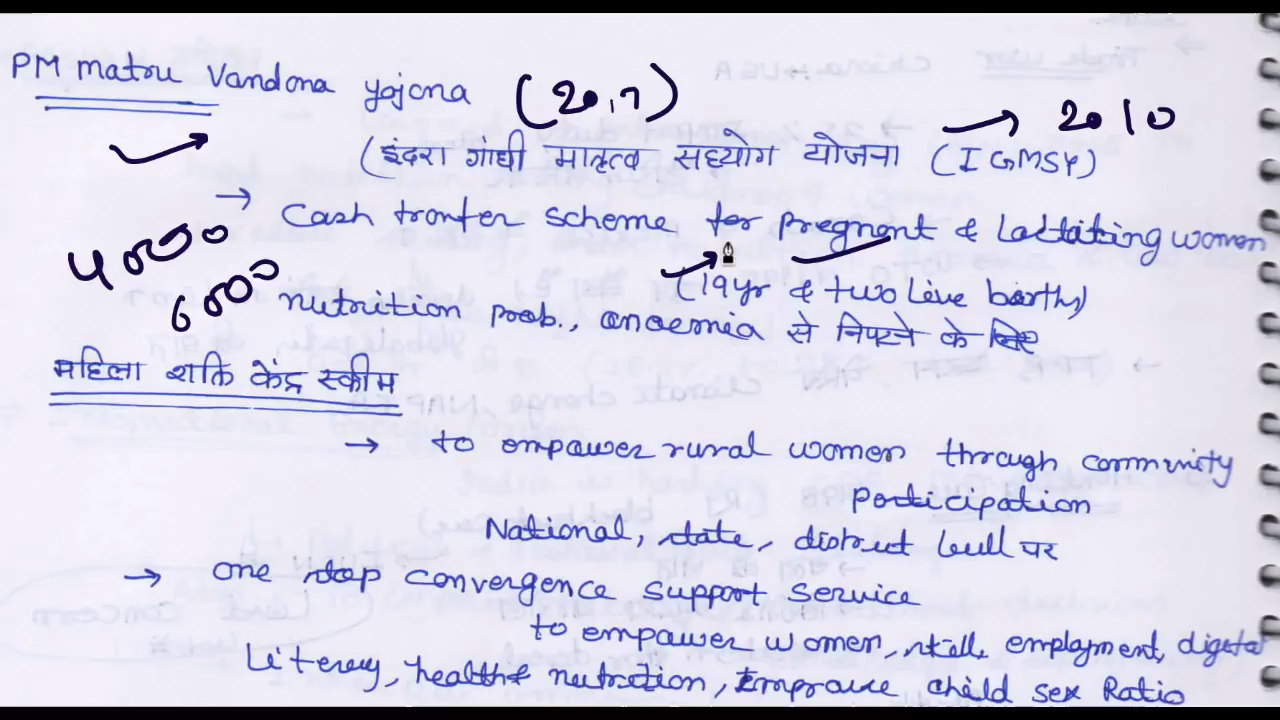 PM matru Vandana yojana (2017)
(इंदरा गांधी मातृत्व सहयोग योजना (IGMSY) → 2010
→ Cash tranfer scheme for pregnant & Lactating women
4000
(19yr & two live births)
6000
nutrition prob., anaemia से निपटने के लिए
महिला शक्ति केंद्र स्कीम
→ to empower rural women through community
participation
National, state, district level पर
→ one stop convergence support service
to empower women, skill, employment, digital
Literacy, health & nutrition, Improve child sex Ratio